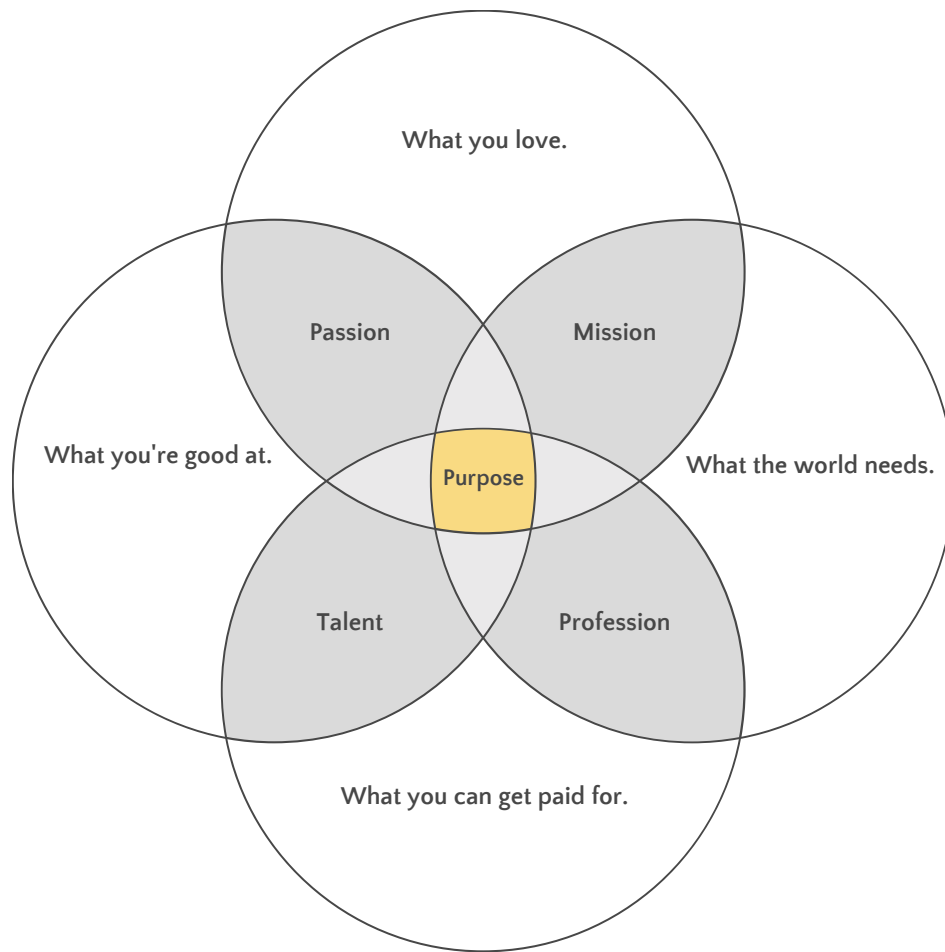 What you love.
Passion
Mission
What you're good at.
What the world needs.
Purpose
Talent
Profession
What you can get paid for.